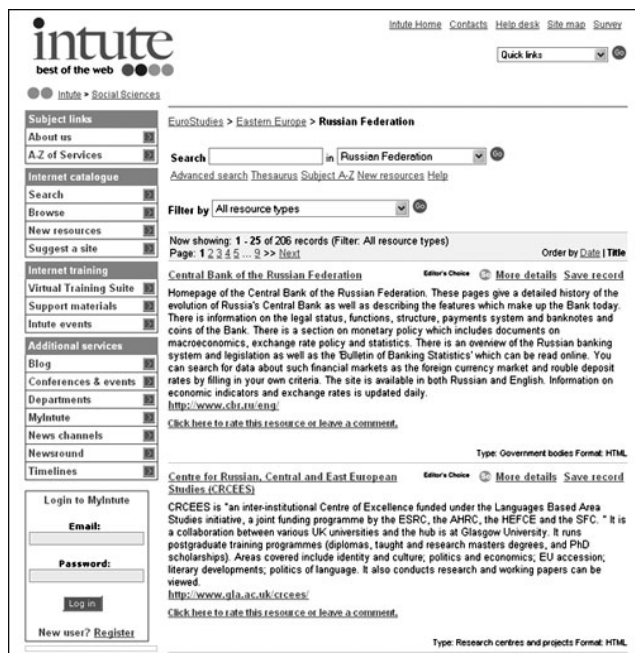 intute
best of the web
Intute Home Contacts Help desk Site map Survey
Quick links Go
Intute > Social Sciences
Subject links
About us
A-Z of Services
Internet catalogue
Search
Browse
New resources
Suggest a site
Internet training
Virtual Training Suite
Support materials
Intute events
Additional services
Blog
Conferences & events
Departments
MyIntute
News channels
Newsround
Timelines
Login to MyIntute
Email:
Password:
Log in
New user? Register
EuroStudies > Eastern Europe > Russian Federation
Search in Russian Federation Go
Advanced search Thesaurus Subject A-Z New resources Help
Filter by All resource types Go
Now showing: 1 - 25 of 206 records (Filter: All resource types)
Page: 1 2 3 4 5 ... 9 >> Next Order by Date | Title
Central Bank of the Russian Federation Editor's Choice More details Save record
Homepage of the Central Bank of the Russian Federation. These pages give a detailed history of the
evolution of Russia's Central Bank as well as describing the features which make up the Bank today.
There is information on the legal status, functions, structure, payments system and banknotes and
coins of the Bank. There is a section on monetary policy which includes documents on
macroeconomics, exchange rate policy and statistics. There is an overview of the Russian banking
system and legislation as well as the 'Bulletin of Banking Statistics' which can be read online. You
can search for data about such financial markets as the foreign currency market and rouble deposit
rates by filling in your own criteria. The site is available in both Russian and English. Information on
economic indicators and exchange rates is updated daily.
http://www.cbr.ru/eng/
Click here to rate this resource or leave a comment.
Type: Government bodies Format: HTML
Centre for Russian, Central and East European Editor's Choice More details Save record
Studies (CRCEES)
CRCEES is "an inter-institutional Centre of Excellence funded under the Languages Based Area
Studies initiative, a joint funding programme by the ESRC, the AHRC, the HEFCE and the SFC. " It is
a collaboration between various UK universities and the hub is at Glasgow University. It runs
postgraduate training programmes (diplomas, taught and research masters degrees, and PhD
scholarships). Areas covered include identity and culture; politics and economics; EU accession;
literary developments; politics of language. It also conducts research and working papers can be
viewed.
http://www.gla.ac.uk/crcees/
Click here to rate this resource or leave a comment.
Type: Research centres and projects Format: HTML